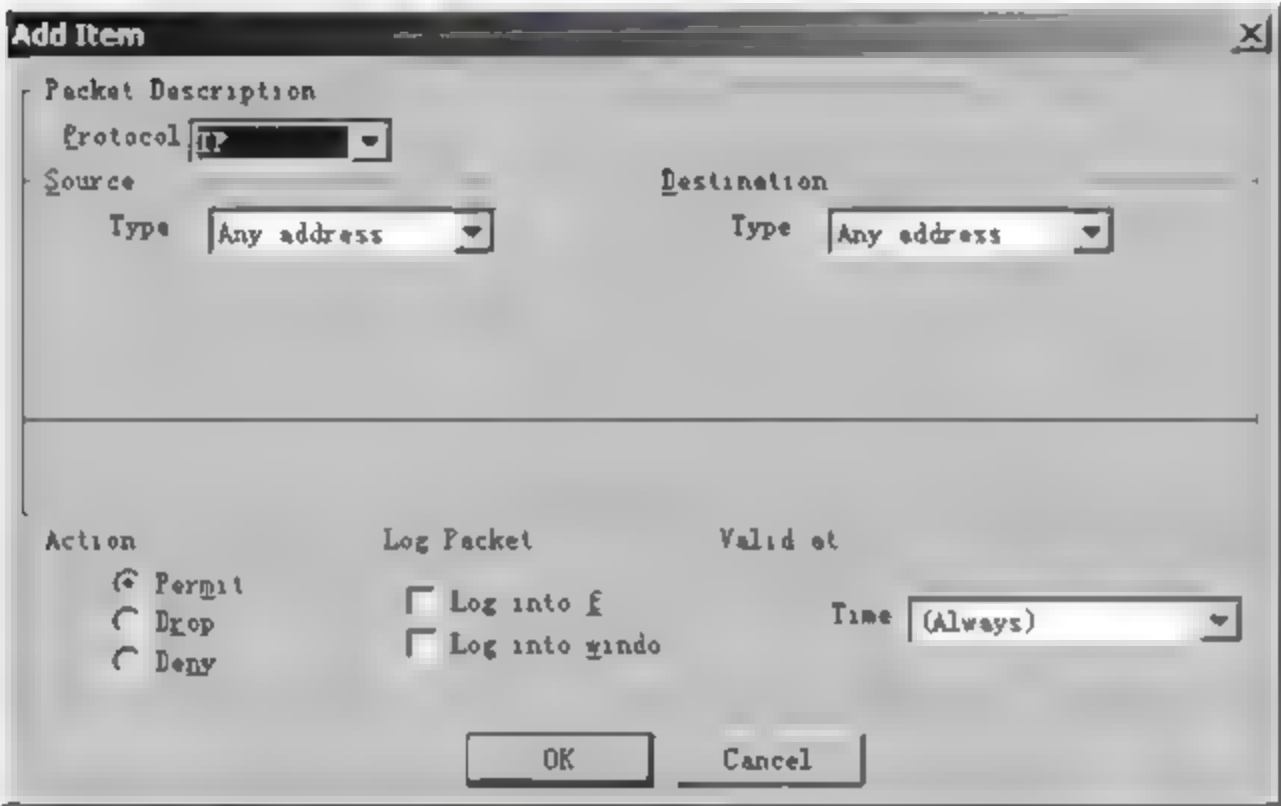 Add Item
Packet Description
Protocol IP
Source Destination
Type Any address Type Any address
Action Log Packet Valid at
Permit
Log into f
Drop Time (Always)
Log into windo
Deny
OK Cancel